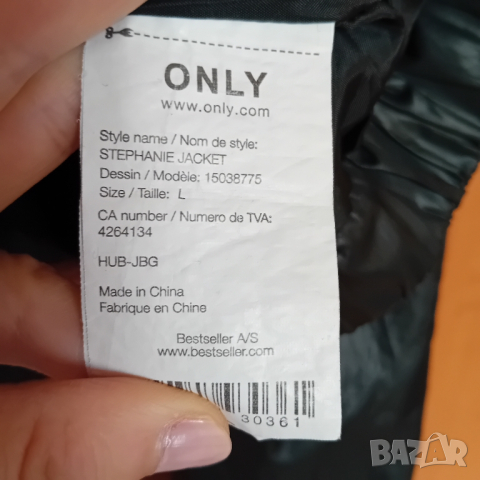 ONLY
www.only.com
Style name / Nom de style:
STEPHANIE JACKET
Dessin / Modèle: 15038775
Size / Taille: L
CA number / Numero de TVA:
4264134
HUB-JBG
Made in China
Fabrique en Chine
Bestseller A/S
www.bestseller.com
30361
BAZAR